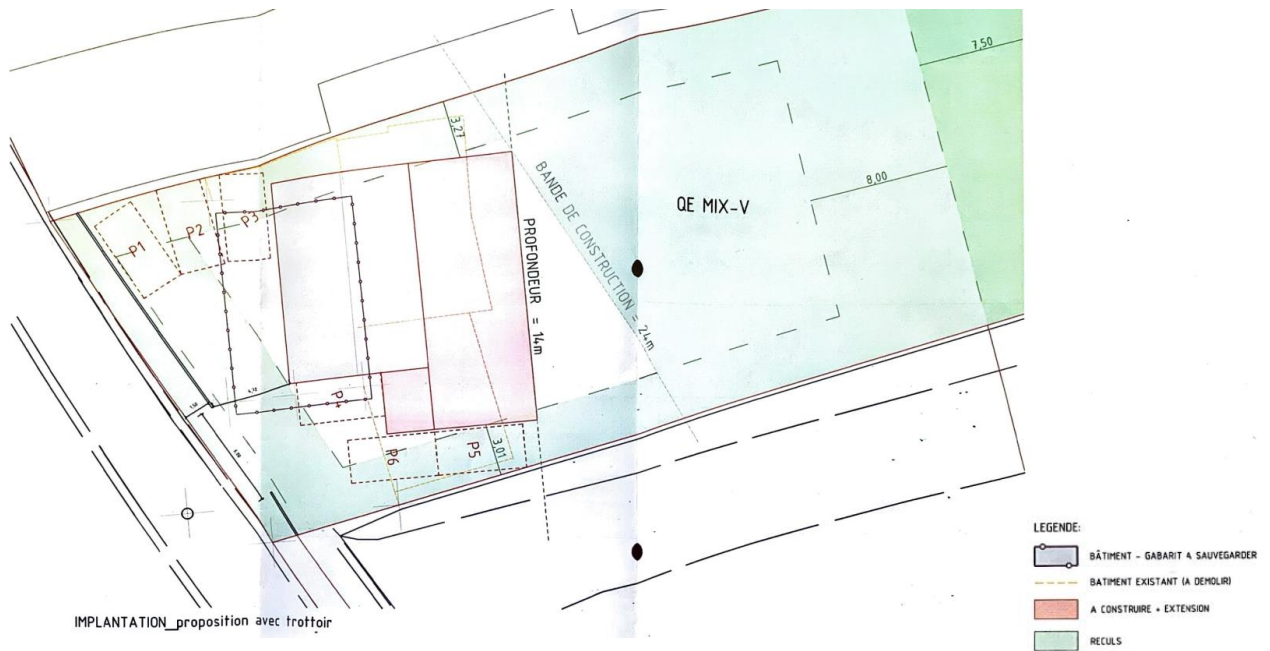 7,50
3,27
8,00
QE MIX-V
BANDE DE CONSTRUCTION = 24m
PROFONDEUR = 14m
P1
P2
P3
P4
P6
P5
3,01
IMPLANTATION_proposition avec trottoir
LEGENDE:
BÂTIMENT - GABARIT A SAUVEGARDER
BATIMENT EXISTANT (A DEMOLIR)
A CONSTRUIRE + EXTENSION
RECULS